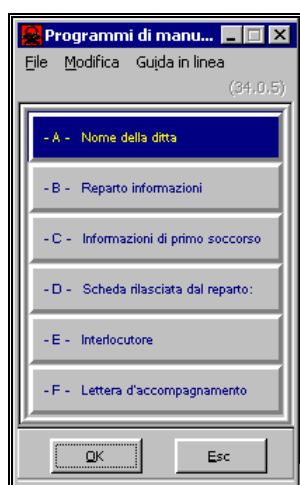 Programmi di manu...
File Modifica Guida in linea
(34,0,5)
- A - Nome della ditta
- B - Reparto informazioni
- C - Informazioni di primo soccorso
- D - Scheda rilasciata dal reparto:
- E - Interlocutore
- F - Lettera d'accompagnamento
OK Esc